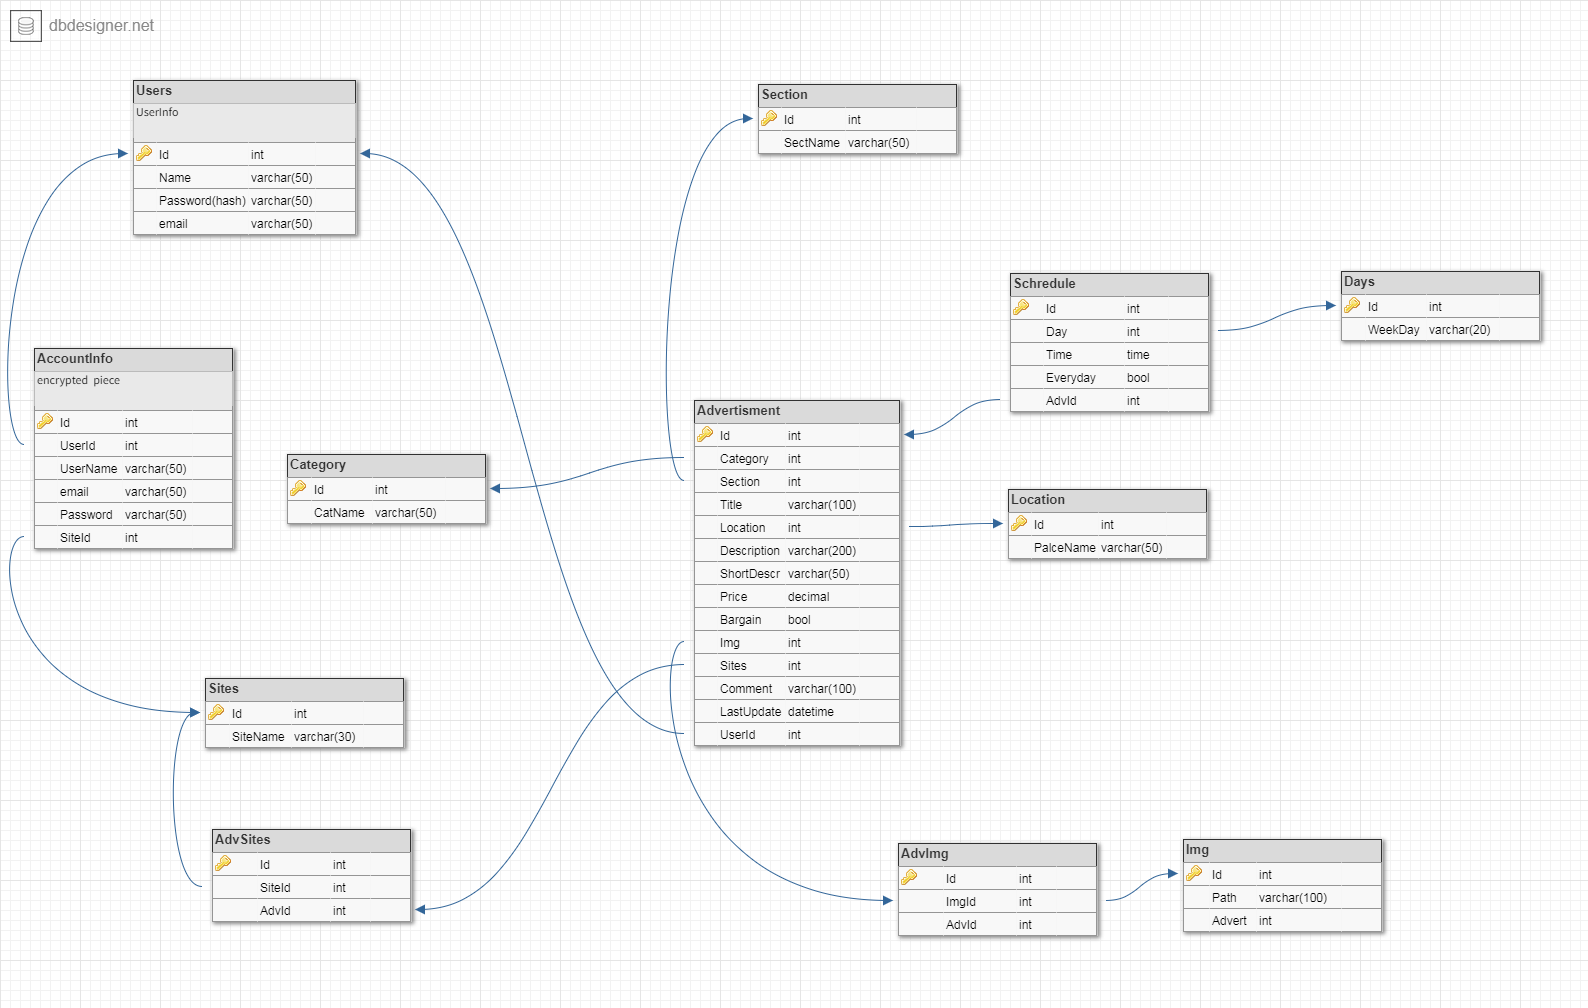 dbdesigner.net
Users
UserInfo
Id int
Name varchar(50)
Password(hash) varchar(50)
email varchar(50)
Section
Id int
SectName varchar(50)
Schredule
Id int
Day int
Time time
Everyday bool
AdvId int
Days
Id int
WeekDay varchar(20)
AccountInfo
encrypted piece
Id int
UserId int
UserName varchar(50)
email varchar(50)
Password varchar(50)
SiteId int
Category
Id int
CatName varchar(50)
Advertisment
Id int
Category int
Section int
Title varchar(100)
Location int
Description varchar(200)
ShortDescr varchar(50)
Price decimal
Bargain bool
Img int
Sites int
Comment varchar(100)
LastUpdate datetime
UserId int
Location
Id int
PalceName varchar(50)
Sites
Id int
SiteName varchar(30)
AdvSites
Id int
SiteId int
AdvId int
AdvImg
Id int
ImgId int
AdvId int
Img
Id int
Path varchar(100)
Advert int